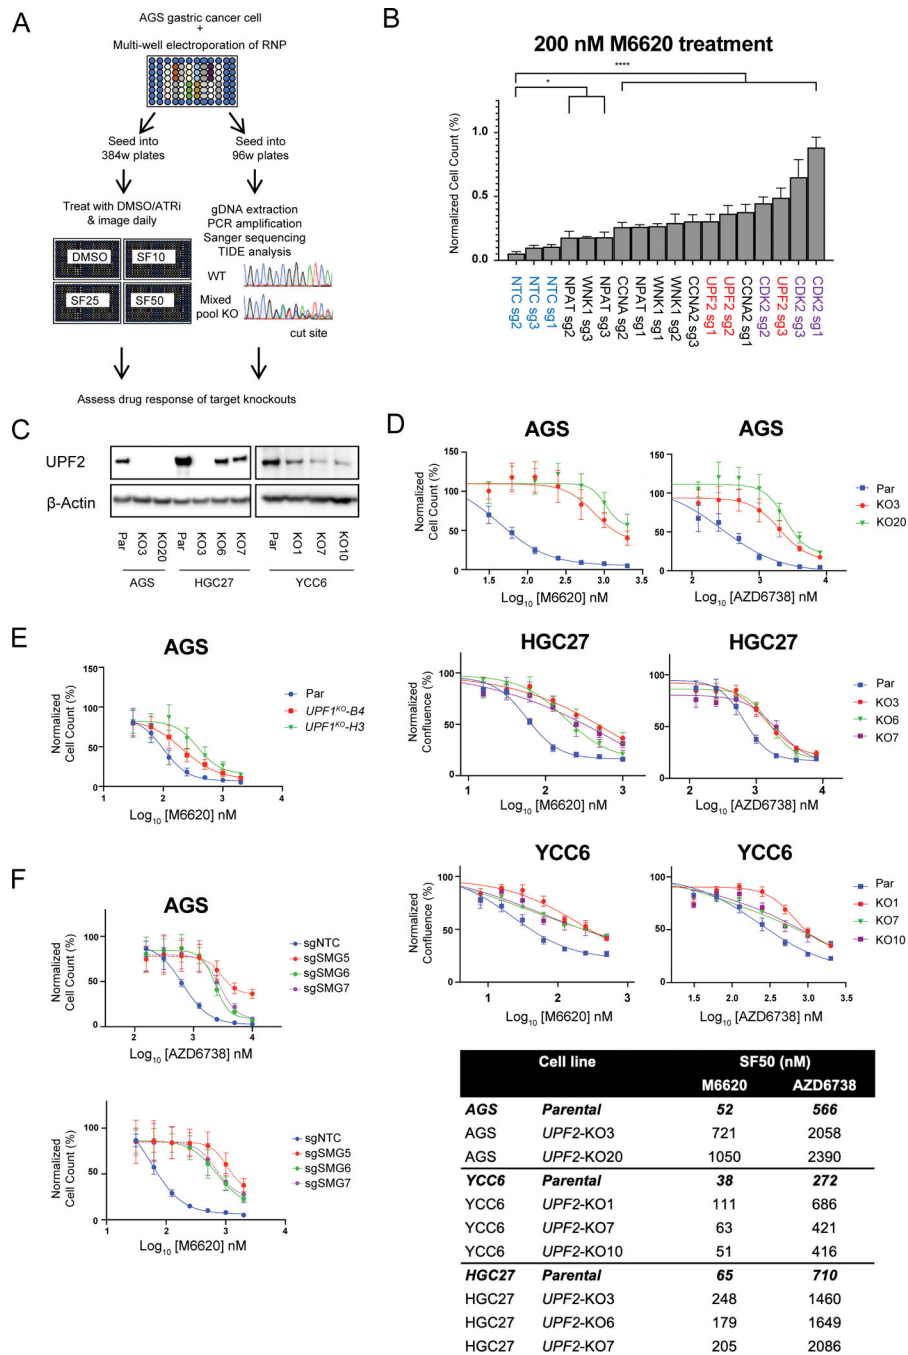 A
AGS gastric cancer cell
+
Multi-well electroporation of RNP
Seed into
384w plates
Seed into
96w plates
Treat with DMSO/ATRi
& image daily
gDNA extraction
PCR amplification
Sanger sequencing
TIDE analysis
DMSO
SF10
SF25
SF50
WT
Mixed
pool KO
cut site
Assess drug response of target knockouts
B
200 nM M6620 treatment
****
*
Normalized Cell Count (%)
1.0
0.5
0.0
NTC sg2
NTC sg3
NTC sg1
NPAT sg2
WNK1 sg3
NPAT sg3
CCNA sg2
NPAT sg1
WNK1 sg1
WNK1 sg2
CCNA2 sg3
UPF2 sg1
UPF2 sg2
CCNA2 sg1
CDK2 sg2
UPF2 sg3
CDK2 sg3
CDK2 sg1
C
UPF2
β-Actin
Par
KO3
KO20
Par
KO3
KO6
KO7
Par
KO1
KO7
KO10
AGS
HGC27
YCC6
D
AGS
Normalized
Cell Count (%)
150
100
50
0
1.5
2.0
2.5
3.0
3.5
Log10 [M6620] nM
AGS
150
100
50
0
2
3
4
Log10 [AZD6738] nM
Par
KO3
KO20
HGC27
Normalized
Confluence (%)
100
50
0
1
2
3
Log10 [M6620] nM
HGC27
100
50
0
2
3
4
Log10 [AZD6738] nM
Par
KO3
KO6
KO7
YCC6
Normalized
Confluence (%)
100
50
0
1
2
3
Log10 [M6620] nM
YCC6
100
50
0
1.0
1.5
2.0
2.5
3.0
3.5
Log10 [AZD6738] nM
Par
KO1
KO7
KO10
E
AGS
Normalized
Cell Count (%)
150
100
50
0
1
2
3
4
Log10 [M6620] nM
Par
UPF1KO-B4
UPF1KO-H3
F
AGS
Normalized
Cell Count (%)
100
50
0
2
3
4
Log10 [AZD6738] nM
sgNTC
sgSMG5
sgSMG6
sgSMG7
Normalized
Cell Count (%)
100
50
0
1
2
3
4
Log10 [M6620] nM
sgNTC
sgSMG5
sgSMG6
sgSMG7
Cell line SF50 (nM)
M6620 AZD6738
AGS Parental 52 566
AGS UPF2-KO3 721 2058
AGS UPF2-KO20 1050 2390
YCC6 Parental 38 272
YCC6 UPF2-KO1 111 686
YCC6 UPF2-KO7 63 421
YCC6 UPF2-KO10 51 416
HGC27 Parental 65 710
HGC27 UPF2-KO3 248 1460
HGC27 UPF2-KO6 179 1649
HGC27 UPF2-KO7 205 2086